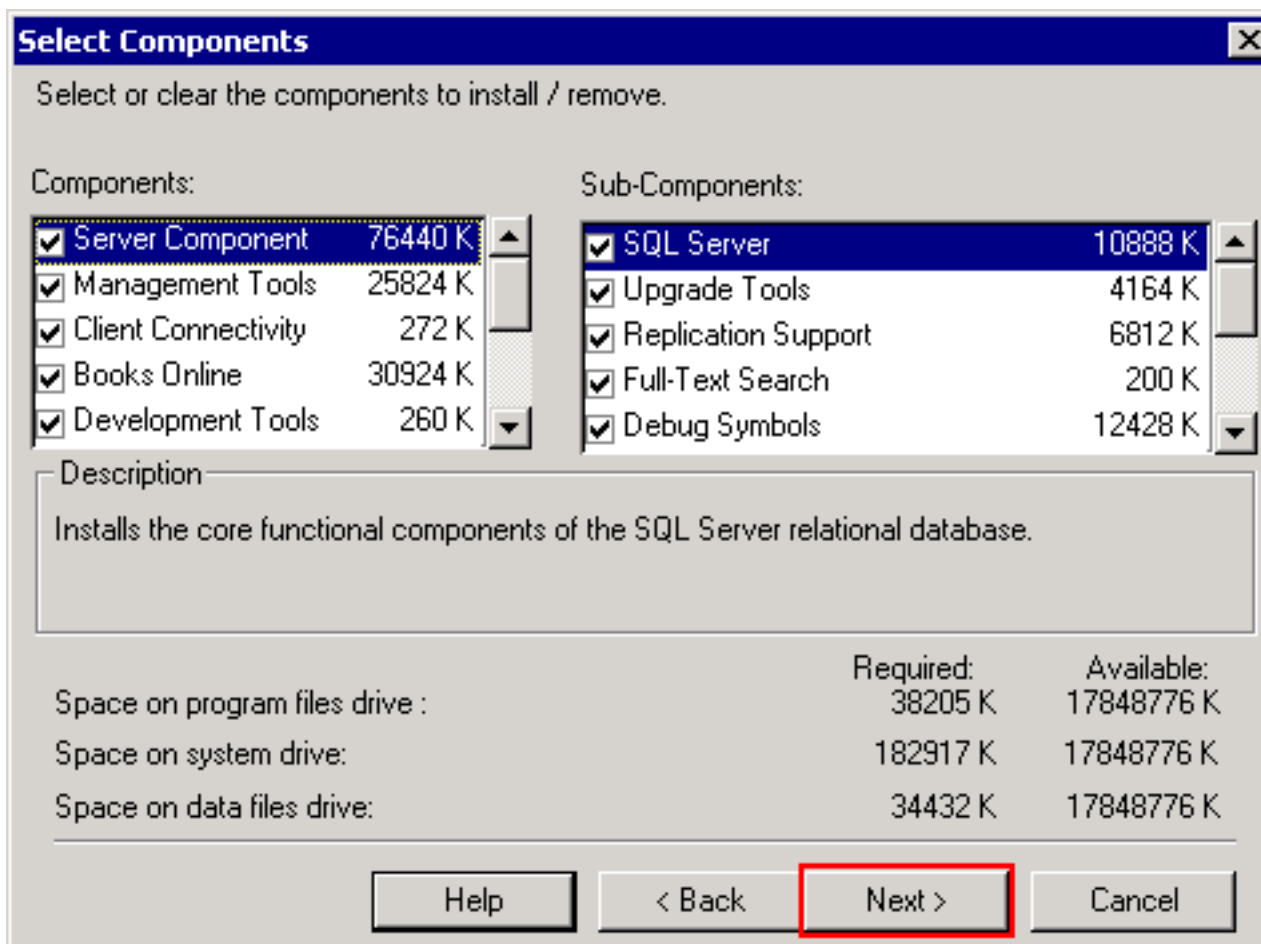 Select Components
Select or clear the components to install / remove.
Components:
Server Component 76440 K
Management Tools 25824 K
Client Connectivity 272 K
Books Online 30924 K
Development Tools 260 K
Sub-Components:
SQL Server 10888 K
Upgrade Tools 4164 K
Replication Support 6812 K
Full-Text Search 200 K
Debug Symbols 12428 K
Description
Installs the core functional components of the SQL Server relational database.
Required: Available:
Space on program files drive : 38205 K 17848776 K
Space on system drive: 182917 K 17848776 K
Space on data files drive: 34432 K 17848776 K
Help < Back Next > Cancel